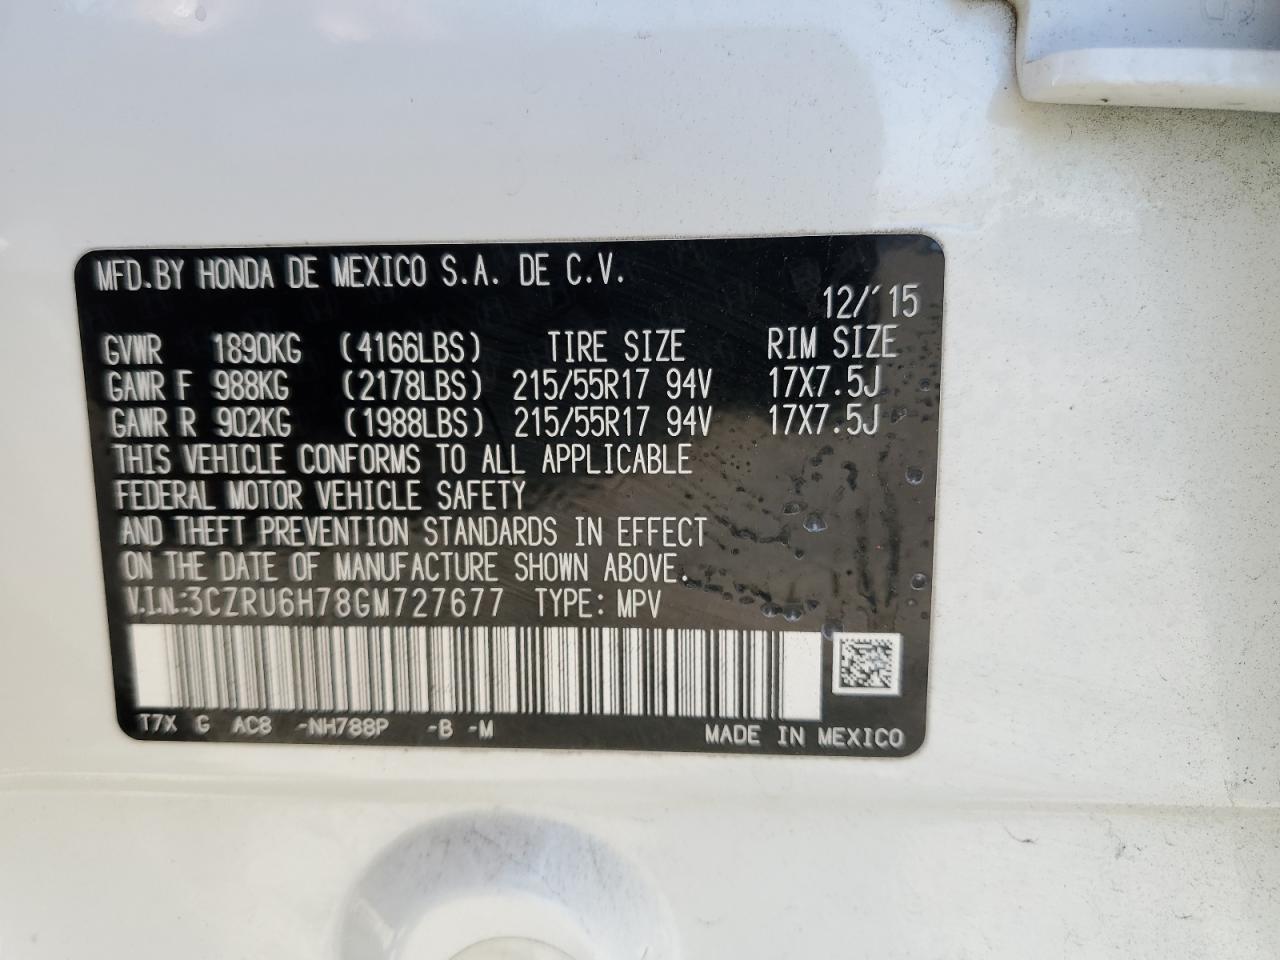 MFD.BY HONDA DE MEXICO S.A. DE C.V.
12/'15
GVWR 1890KG (4166LBS) TIRE SIZE RIM SIZE
GAWR F 988KG (2178LBS) 215/55R17 94V 17X7.5J
GAWR R 902KG (1988LBS) 215/55R17 94V 17X7.5J
THIS VEHICLE CONFORMS TO ALL APPLICABLE
FEDERAL MOTOR VEHICLE SAFETY
AND THEFT PREVENTION STANDARDS IN EFFECT
ON THE DATE OF MANUFACTURE SHOWN ABOVE.
V.I.N.:3CZRU6H78GM727677 TYPE: MPV
T7X G AC8 -NH788P -B -M MADE IN MEXICO